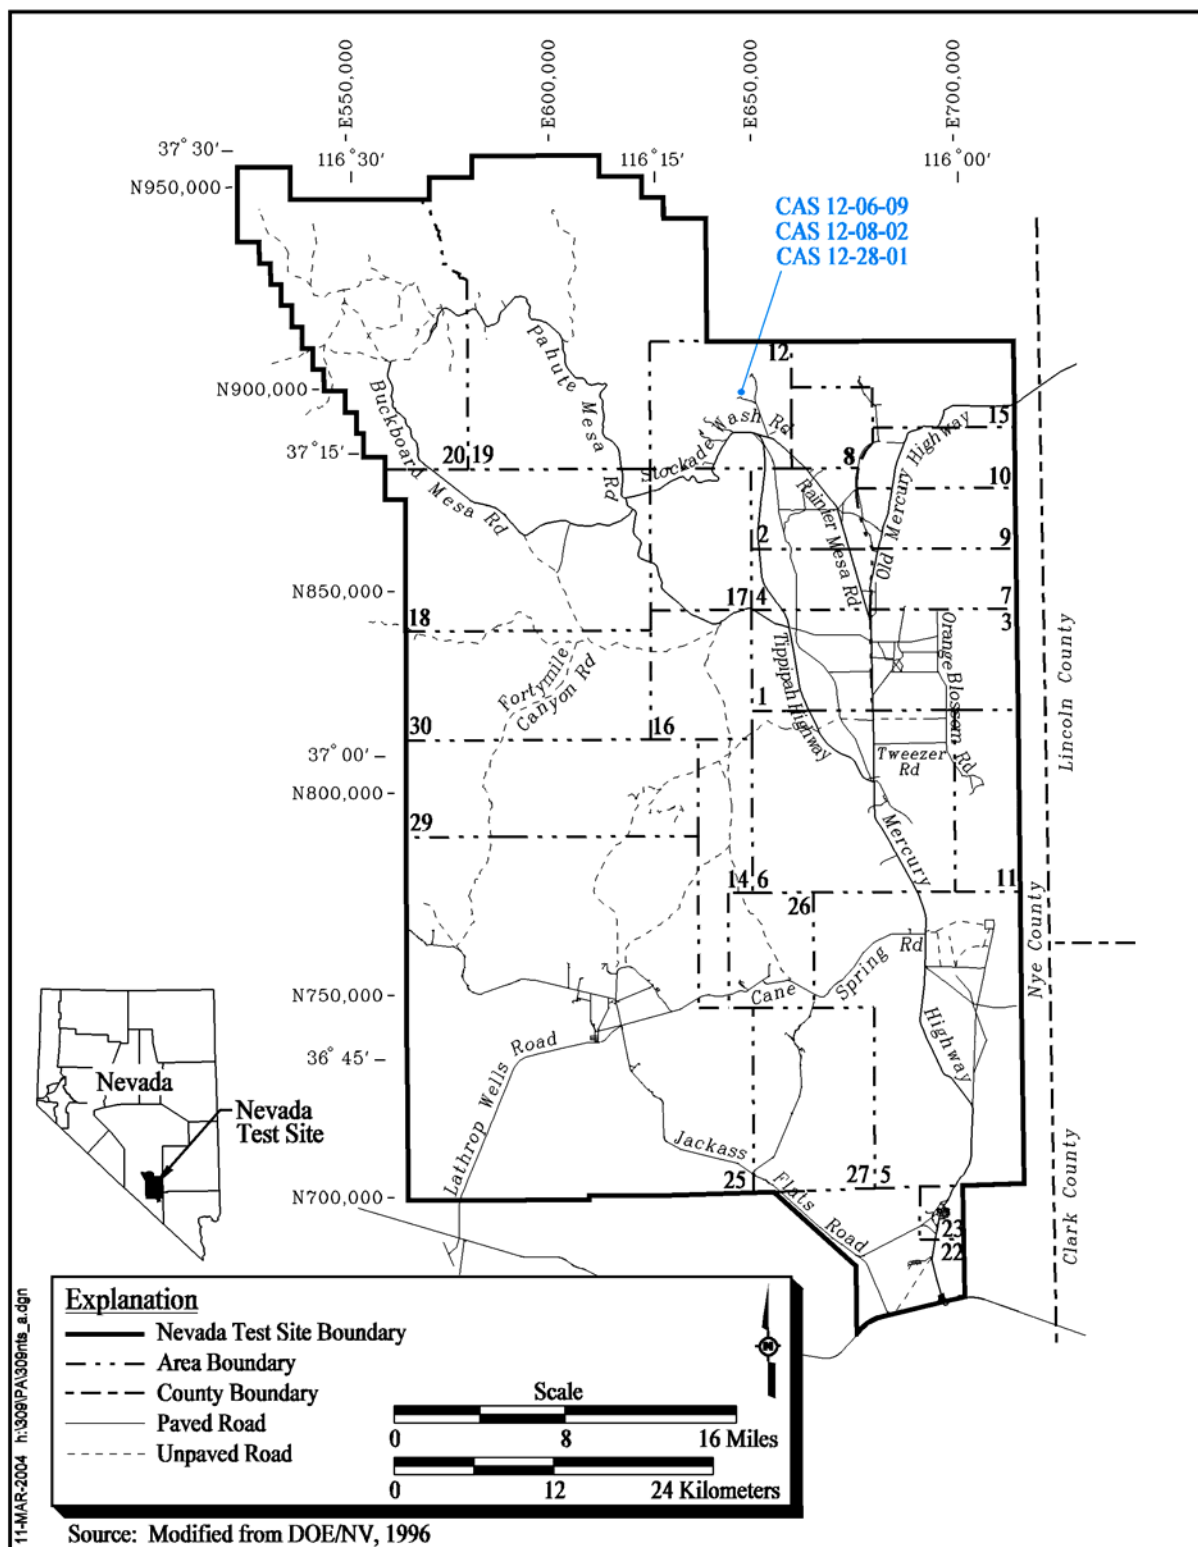 E550,000
E600,000
E650,000
E700,000
37° 30′
116° 30′
116° 15′
116° 00′
N950,000
CAS 12-06-09
CAS 12-08-02
CAS 12-28-01
Pahute Mesa Rd
12
N900,000
Buckboard Mesa Rd
Stockade Wash Rd
15
Old Mercury Highway
37° 15′
20
19
8
10
Rainier Mesa Rd
2
9
N850,000
17
4
7
18
3
Orange Blossom Rd
Tippipah Highway
Fortymile
Canyon Rd
Lincoln County
1
30
16
37° 00′
Tweezer
Rd
N800,000
29
Mercury
Highway
14
6
11
26
Nye County
Cane Spring Rd
N750,000
36° 45′
Nevada
Nevada
Test Site
Lathrop Wells Road
Jackass Flats Road
Clark County
25
27
5
N700,000
23
22
Explanation
Nevada Test Site Boundary
Area Boundary
County Boundary
Paved Road
Unpaved Road
N
Scale
0 8 16 Miles
0 12 24 Kilometers
11-MAR-2004 h:\309\PA\309nts_a.dgn
Source: Modified from DOE/NV, 1996